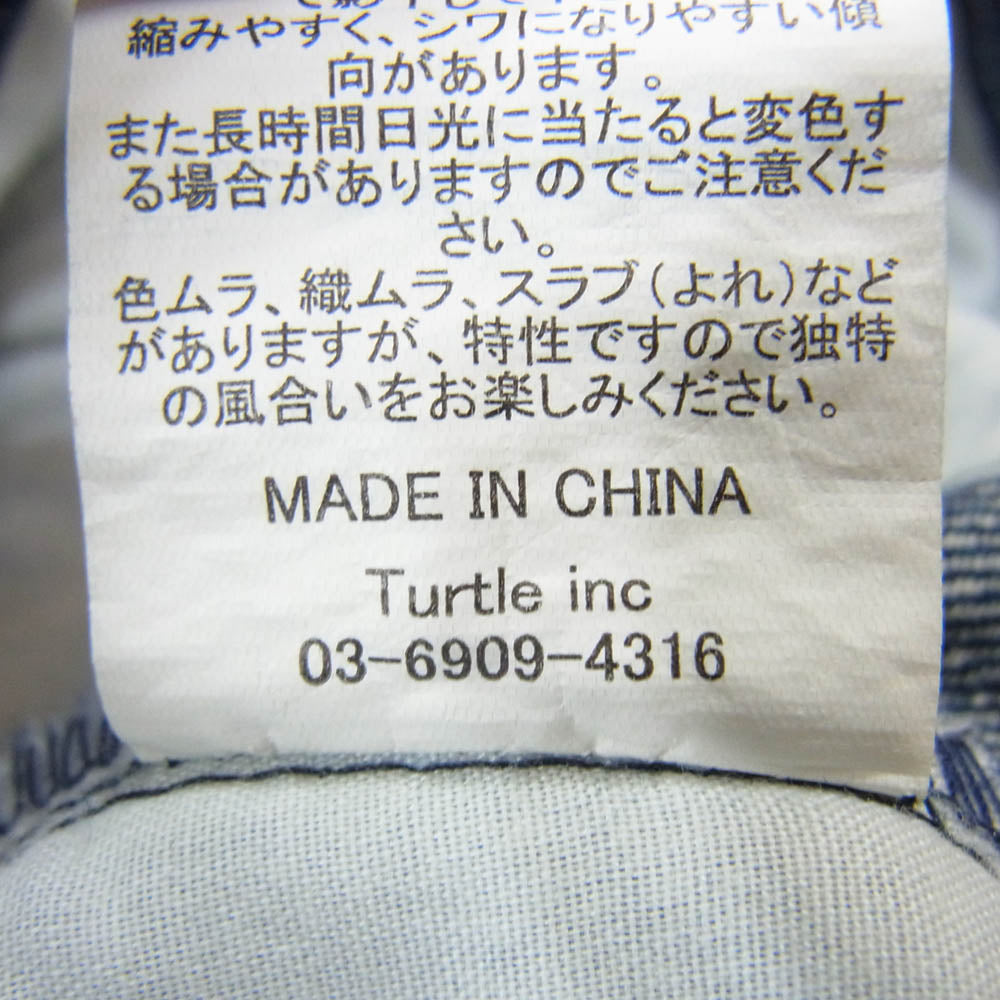 縮みやすく、シワになりやすい傾
向があります。
また長時間日光に当たると変色す
る場合がありますのでご注意くだ
さい。
色ムラ、織ムラ、スラブ(よれ)など
がありますが、特性ですので独特
の風合いをお楽しみください。
MADE IN CHINA
Turtle inc
03-6909-4316